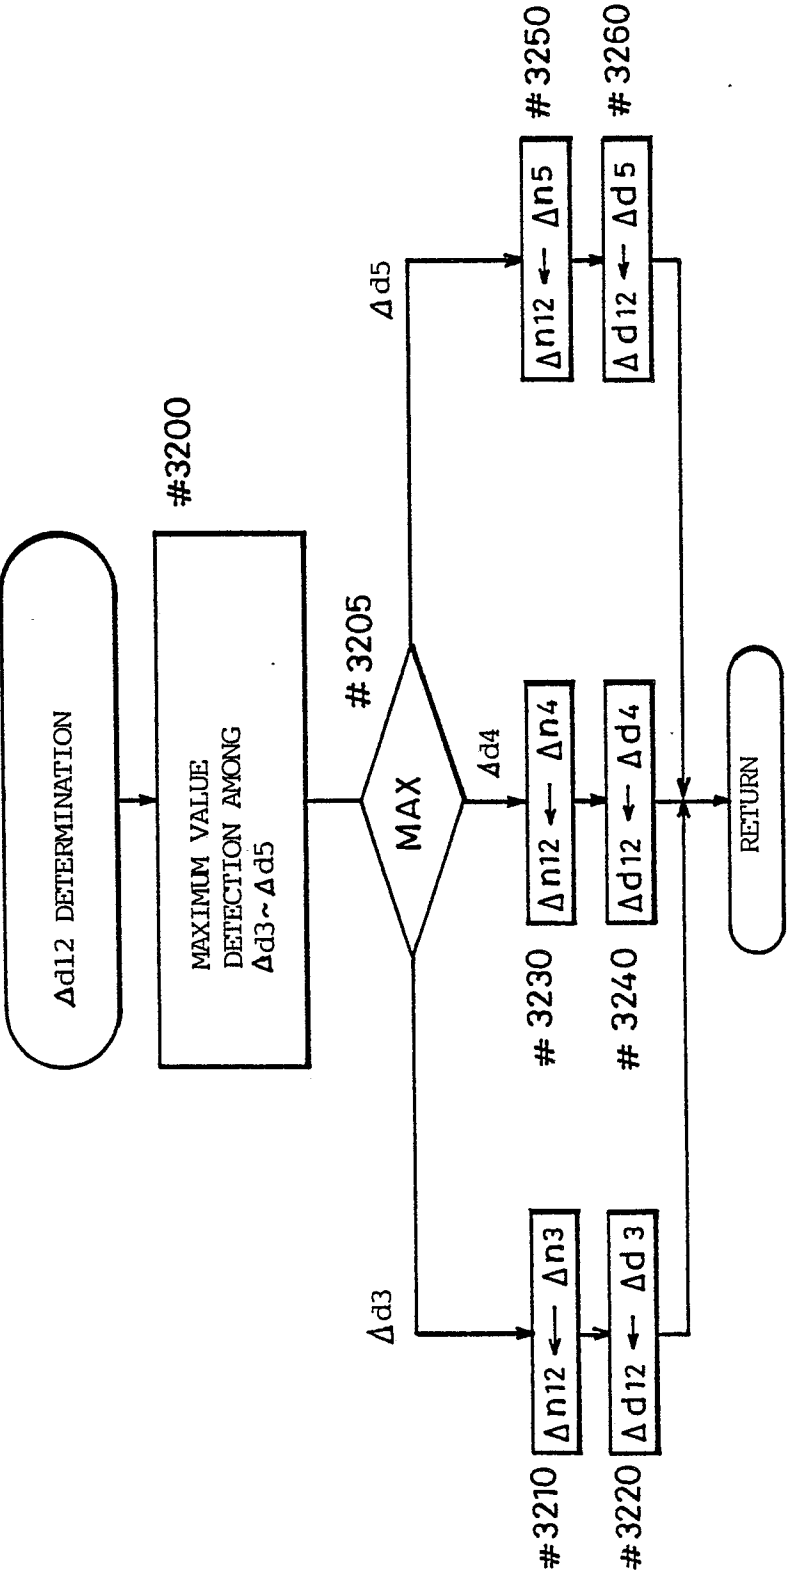 Δd12 DETERMINATION
#3200
MAXIMUM VALUE
DETECTION AMONG
Δd3~Δd5
#3205
MAX
Δd3
Δd4
Δd5
#3210
Δn12 ← Δn3
#3230
Δn12 ← Δn4
Δn12 ← Δn5
#3250
#3220
Δd12 ← Δd3
#3240
Δd12 ← Δd4
Δd12 ← Δd5
#3260
RETURN